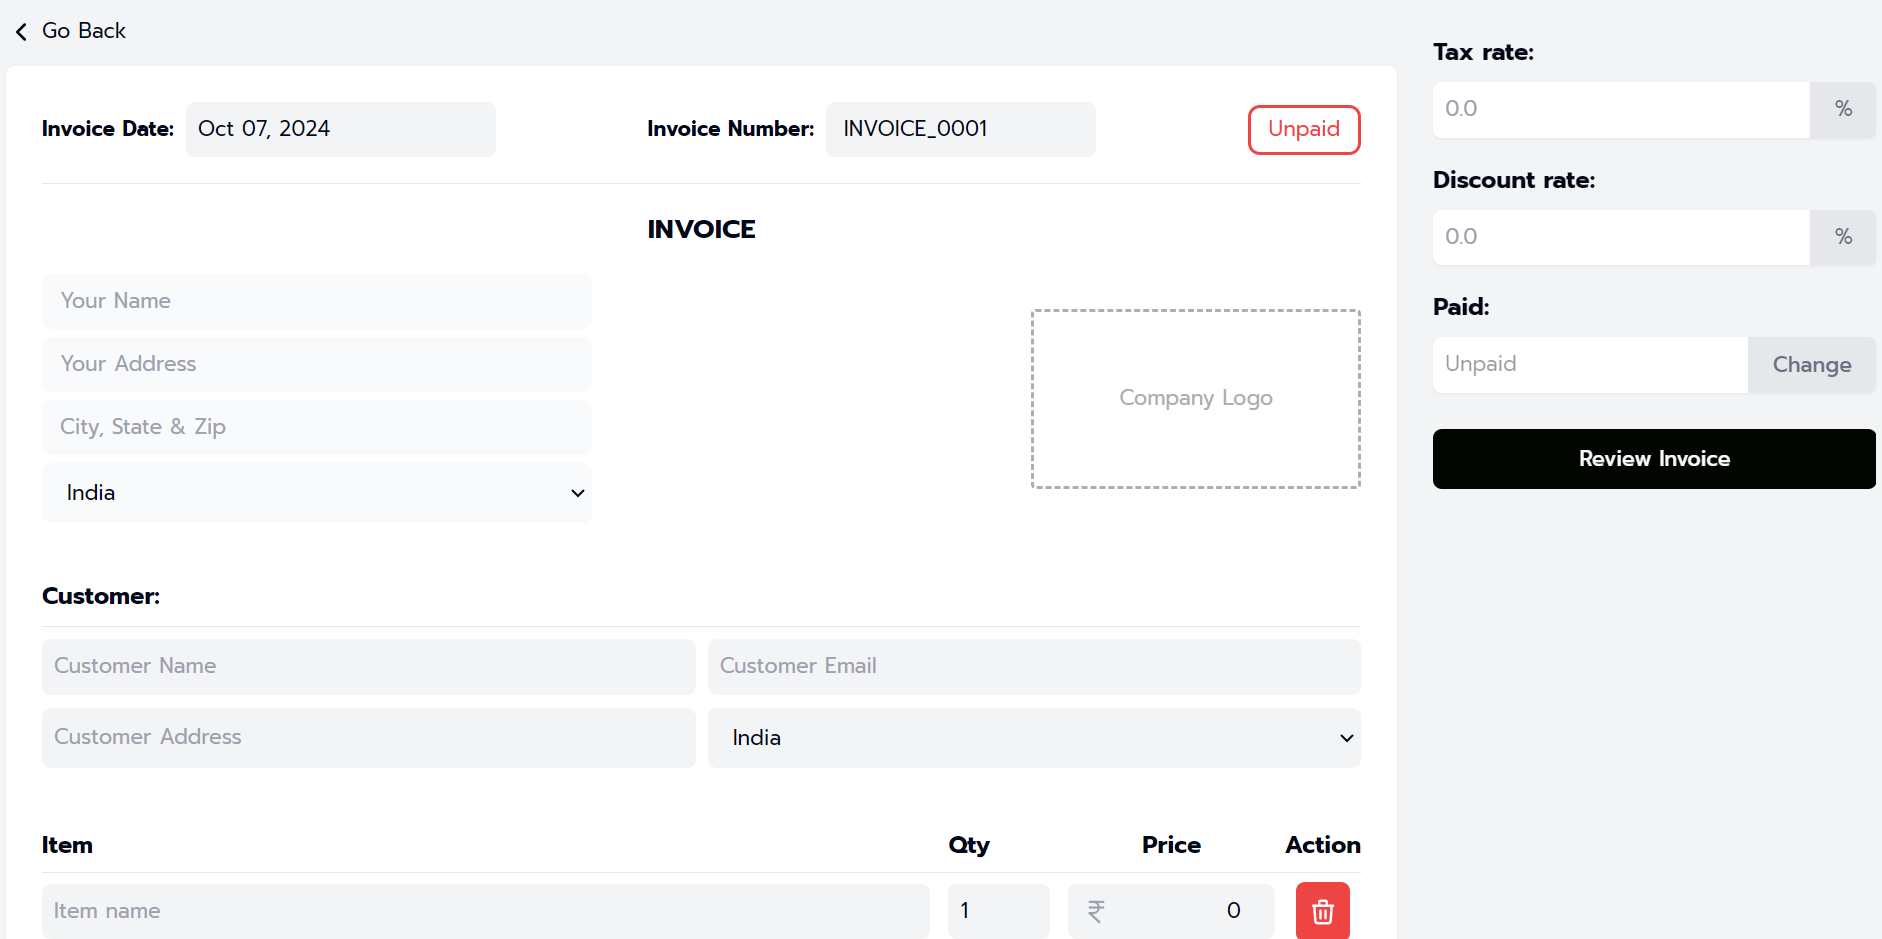 Go Back
Invoice Date: Oct 07, 2024 Invoice Number: INVOICE_0001 Unpaid
INVOICE
Your Name
Your Address
City, State & Zip
India
Company Logo
Customer:
Customer Name Customer Email
Customer Address India
Item Qty Price Action
Item name 1 ₹ 0
Tax rate:
0.0 %
Discount rate:
0.0 %
Paid:
Unpaid Change
Review Invoice